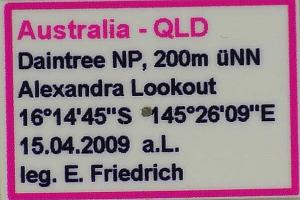 Australia - QLD
Daintree NP, 200m üNN
Alexandra Lookout
16°14'45"S 145°26'09"E
15.04.2009 a.L.
leg. E. Friedrich